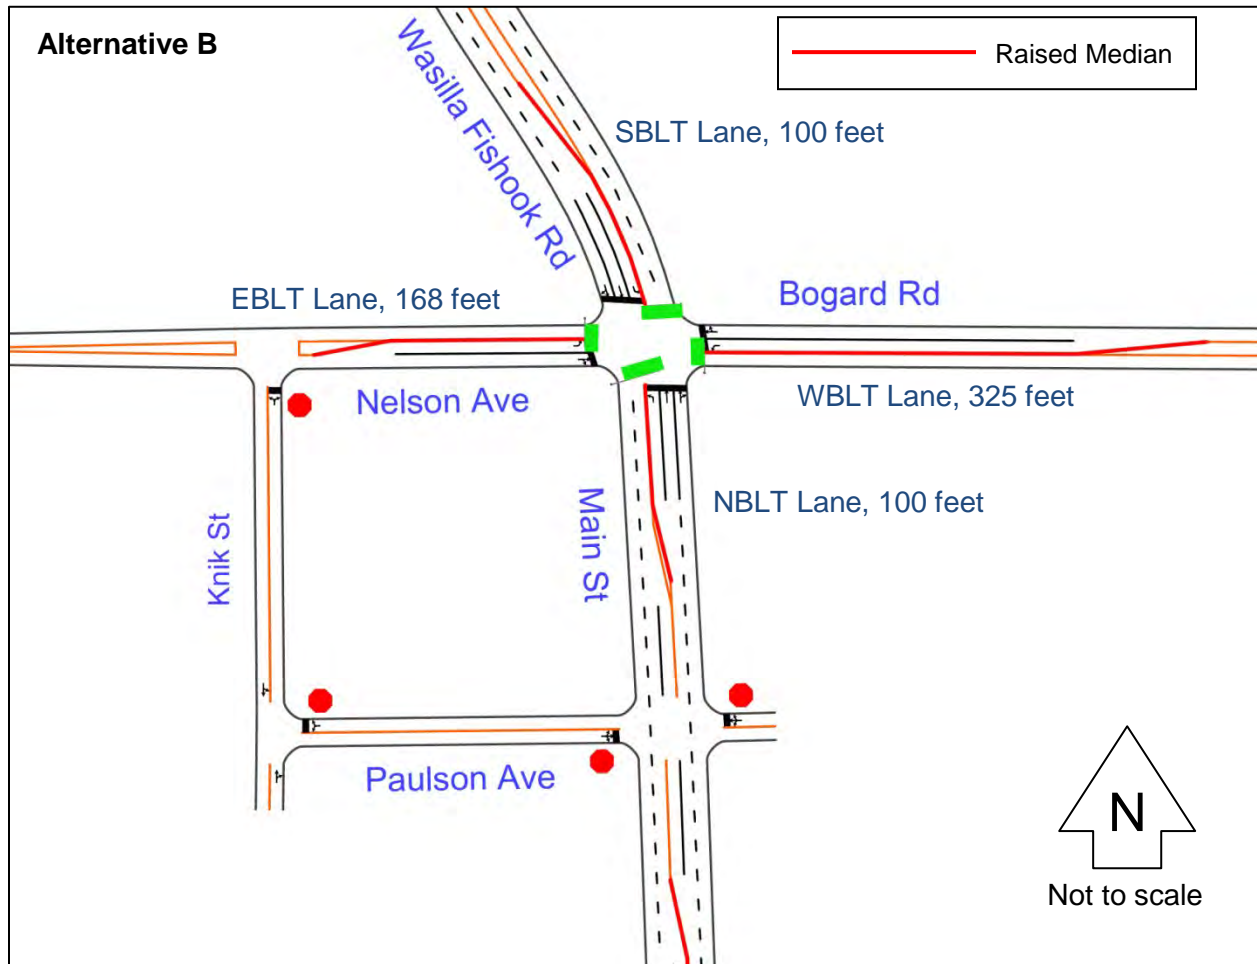 Alternative B
Raised Median
Wasilla Fishook Rd
SBLT Lane, 100 feet
EBLT Lane, 168 feet
Bogard Rd
Nelson Ave
WBLT Lane, 325 feet
Knik St
Main St
NBLT Lane, 100 feet
Paulson Ave
N
Not to scale